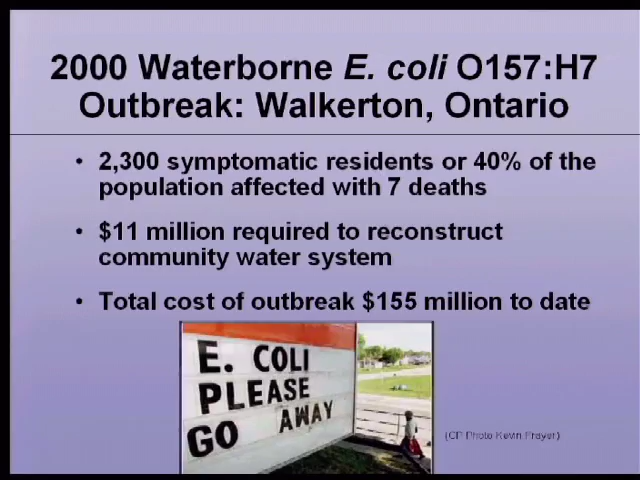 2000 Waterborne E. coli O157:H7
Outbreak: Walkerton, Ontario
• 2,300 symptomatic residents or 40% of the
population affected with 7 deaths
• $11 million required to reconstruct
community water system
• Total cost of outbreak $155 million to date
E. COLI
PLEASE
GO AWAY
(CP Photo Kevin Frayer)